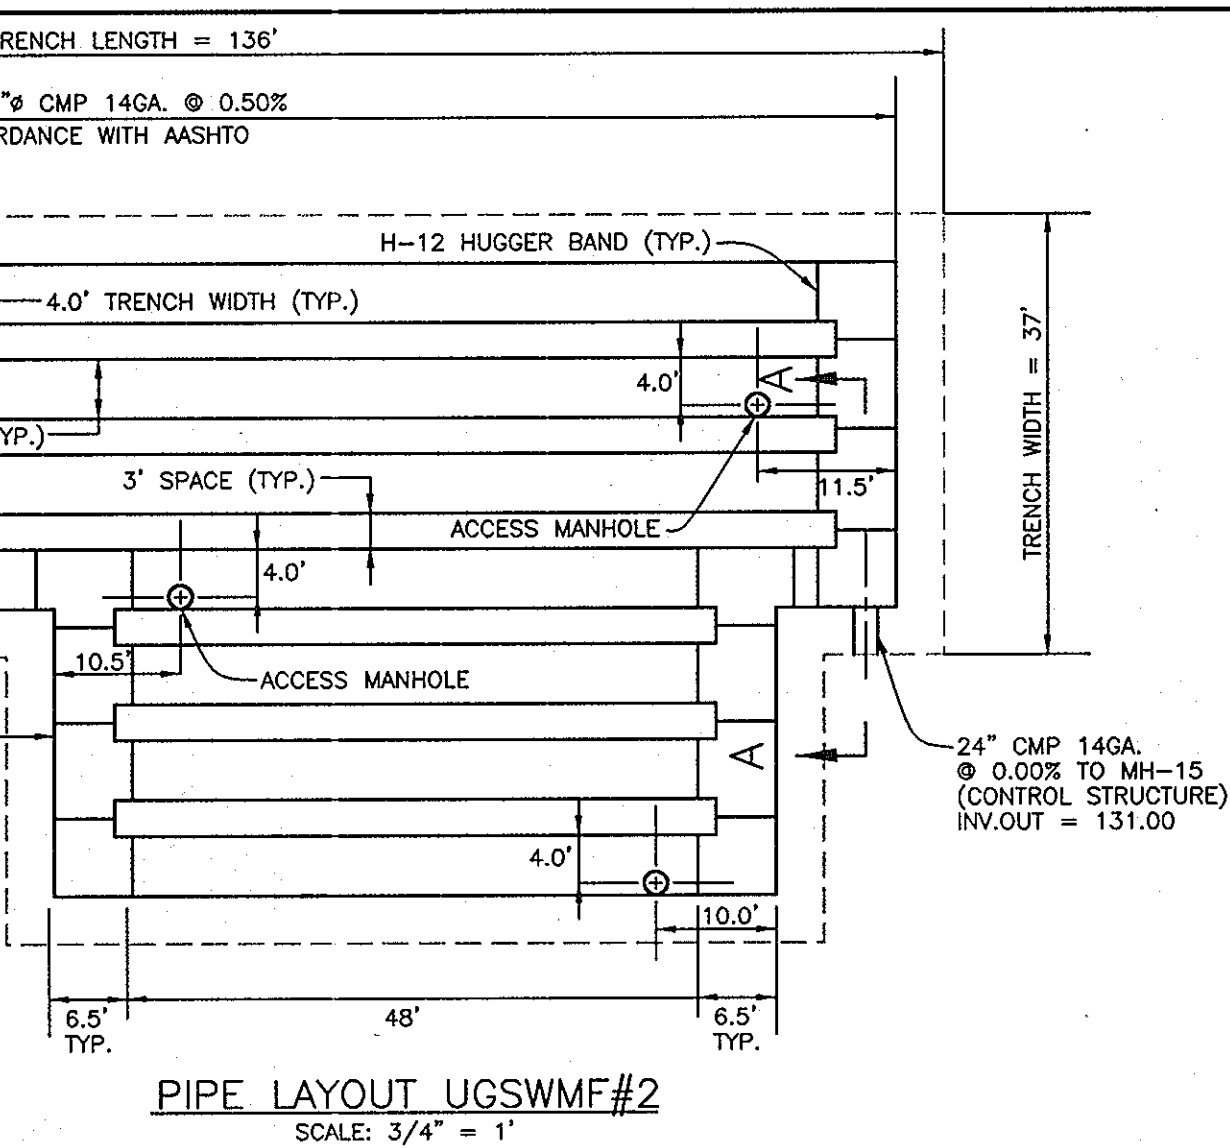 RENCH LENGTH = 136'
"ø CMP 14GA. @ 0.50%
RDANCE WITH AASHTO
H-12 HUGGER BAND (TYP.)
4.0' TRENCH WIDTH (TYP.)
4.0'
A
TRENCH WIDTH = 37'
YP.)
3' SPACE (TYP.)
11.5'
ACCESS MANHOLE
4.0'
10.5'
ACCESS MANHOLE
A
24" CMP 14GA.
@ 0.00% TO MH-15
(CONTROL STRUCTURE)
INV.OUT = 131.00
4.0'
10.0'
6.5'
TYP.
48'
6.5'
TYP.
PIPE LAYOUT UGSWMF#2
SCALE: 3/4" = 1'